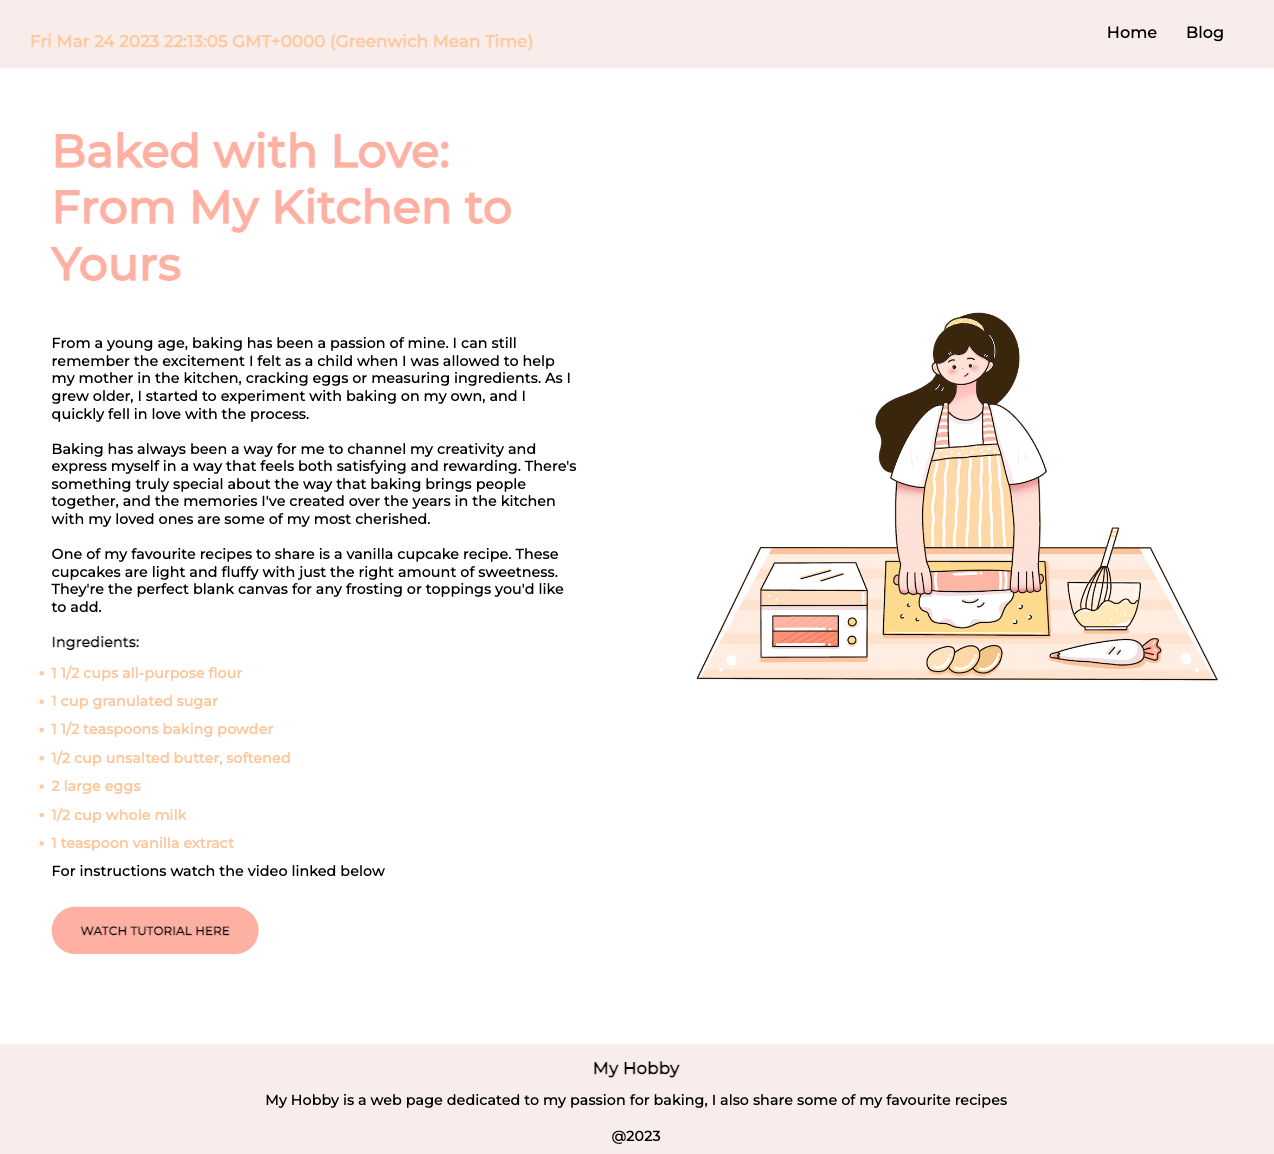 Fri Mar 24 2023 22:13:05 GMT+0000 (Greenwich Mean Time)
Home
Blog
Baked with Love:
From My Kitchen to
Yours
From a young age, baking has been a passion of mine. I can still
remember the excitement I felt as a child when I was allowed to help
my mother in the kitchen, cracking eggs or measuring ingredients. As I
grew older, I started to experiment with baking on my own, and I
quickly fell in love with the process.
Baking has always been a way for me to channel my creativity and
express myself in a way that feels both satisfying and rewarding. There's
something truly special about the way that baking brings people
together, and the memories I've created over the years in the kitchen
with my loved ones are some of my most cherished.
One of my favourite recipes to share is a vanilla cupcake recipe. These
cupcakes are light and fluffy with just the right amount of sweetness.
They're the perfect blank canvas for any frosting or toppings you'd like
to add.
Ingredients:
• 1 1/2 cups all-purpose flour
• 1 cup granulated sugar
• 1 1/2 teaspoons baking powder
• 1/2 cup unsalted butter, softened
• 2 large eggs
• 1/2 cup whole milk
• 1 teaspoon vanilla extract
For instructions watch the video linked below
WATCH TUTORIAL HERE
My Hobby
My Hobby is a web page dedicated to my passion for baking, I also share some of my favourite recipes
@2023